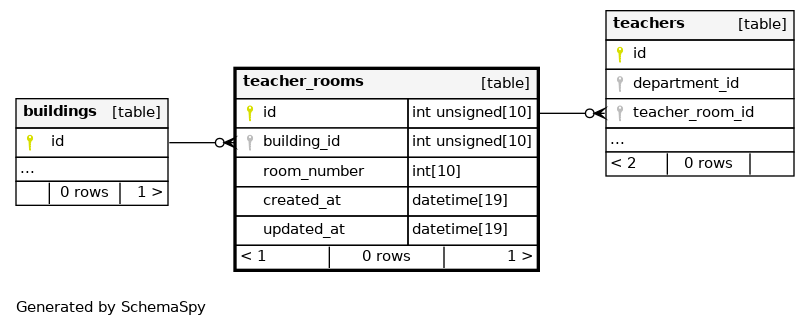 buildings [table]
id
...
0 rows 1 >
teacher_rooms [table]
id int unsigned[10]
building_id int unsigned[10]
room_number int[10]
created_at datetime[19]
updated_at datetime[19]
< 1 0 rows 1 >
teachers [table]
id
department_id
teacher_room_id
...
< 2 0 rows
Generated by SchemaSpy